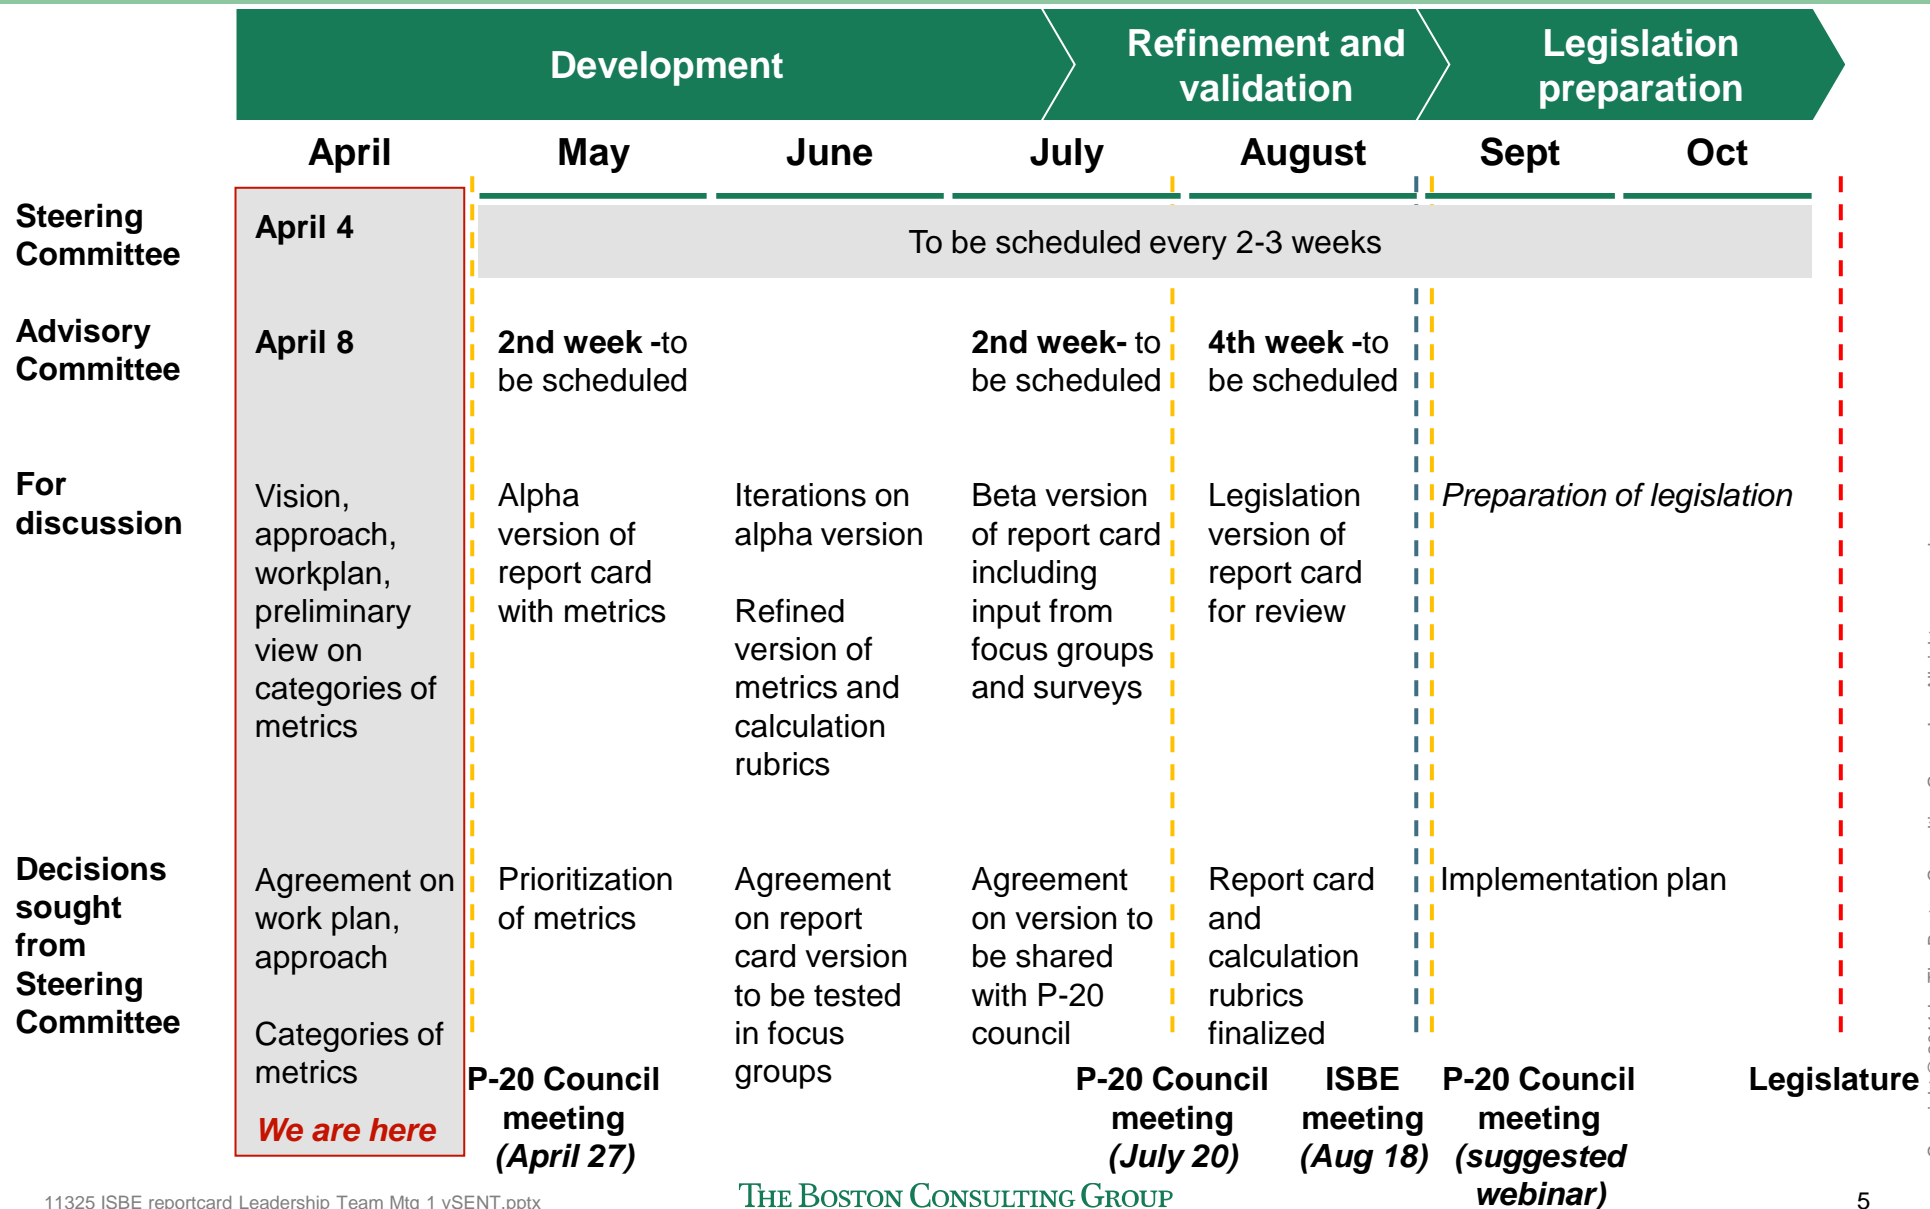 Development
Refinement and
validation
Legislation
preparation
April
May
June
July
August
Sept
Oct
Steering
Committee
April 4
To be scheduled every 2-3 weeks
Advisory
Committee
April 8
2nd week -to
be scheduled
2nd week- to
be scheduled
4th week -to
be scheduled
For
discussion
Vision,
approach,
workplan,
preliminary
view on
categories of
metrics
Alpha
version of
report card
with metrics
Iterations on
alpha version
Refined
version of
metrics and
calculation
rubrics
Beta version
of report card
including
input from
focus groups
and surveys
Legislation
version of
report card
for review
Preparation of legislation
Decisions
sought
from
Steering
Committee
Agreement on
work plan,
approach
Categories of
metrics
Prioritization
of metrics
Agreement
on report
card version
to be tested
in focus
groups
Agreement
on version to
be shared
with P-20
council
Report card
and
calculation
rubrics
finalized
Implementation plan
We are here
P-20 Council
meeting
(April 27)
P-20 Council
meeting
(July 20)
ISBE
meeting
(Aug 18)
P-20 Council
meeting
(suggested
webinar)
Legislature
11325 ISBE reportcard Leadership Team Mtg 1 vSENT.pptx
THE BOSTON CONSULTING GROUP
5